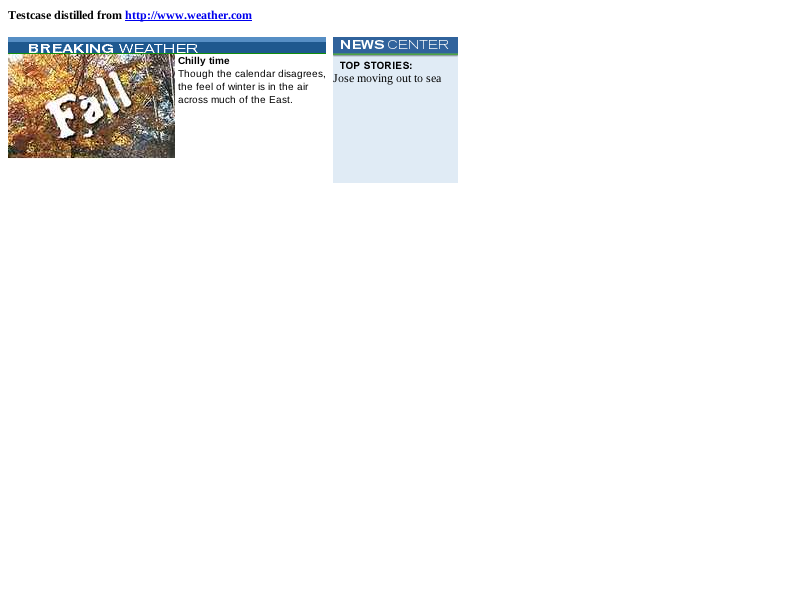 Testcase distilled from http://www.weather.com
BREAKING WEATHER
Fall
Chilly time
Though the calendar disagrees,
the feel of winter is in the air
across much of the East.
NEWS CENTER
TOP STORIES:
Jose moving out to sea